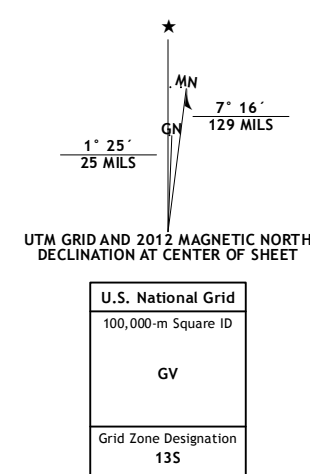 ★
MN
GN
7° 16´
129 MILS
1° 25´
25 MILS
UTM GRID AND 2012 MAGNETIC NORTH
DECLINATION AT CENTER OF SHEET
U.S. National Grid
100,000-m Square ID
GV
Grid Zone Designation
13S